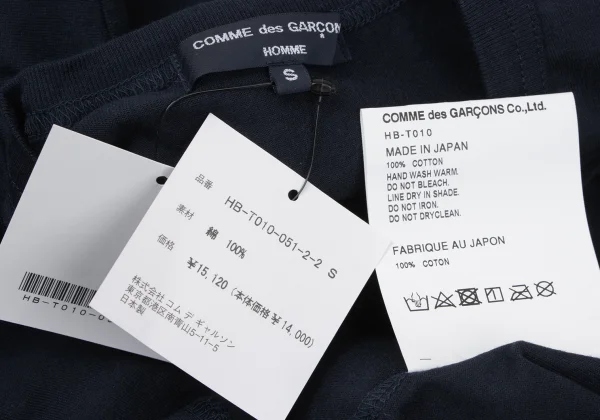 COMME des GARÇON
HOMME
S
COMME des GARÇONS Co.,Ltd.
HB-T010
MADE IN JAPAN
100% COTTON
HAND WASH WARM.
DO NOT BLEACH.
LINE DRY IN SHADE.
DO NOT IRON.
DO NOT DRYCLEAN.
FABRIQUE AU JAPON
100% COTON
品番 HB-T010-051-2-2 S
素材 綿 100%
価格 ¥15,120 (本体価格¥14,000)
株式会社コム デ ギャルソン
東京都港区南青山5-11-5
日本製
HB-T010-0